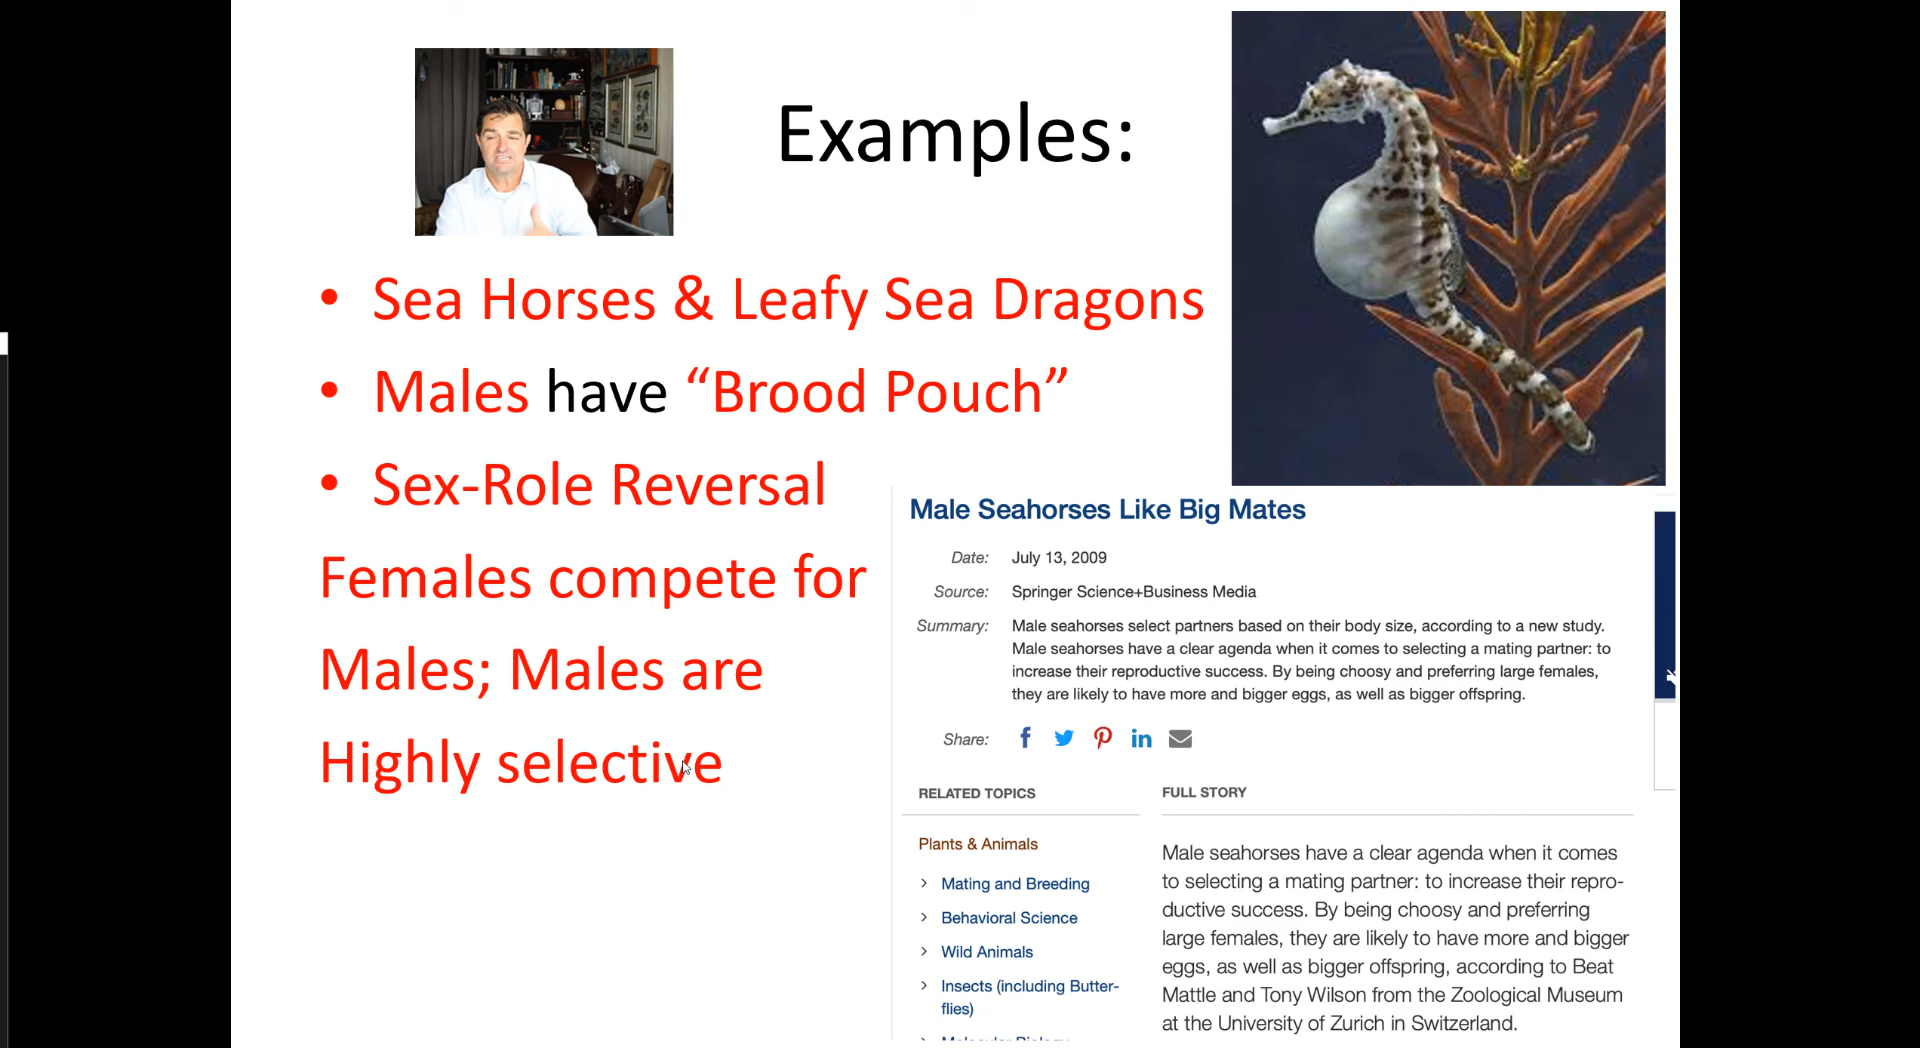 Examples:
• Sea Horses & Leafy Sea Dragons
• Males have “Brood Pouch”
• Sex-Role Reversal
Females compete for
Males; Males are
Highly selective
Male Seahorses Like Big Mates
Date: July 13, 2009
Source: Springer Science+Business Media
Summary: Male seahorses select partners based on their body size, according to a new study.
Male seahorses have a clear agenda when it comes to selecting a mating partner: to
increase their reproductive success. By being choosy and preferring large females,
they are likely to have more and bigger eggs, as well as bigger offspring.
Share:
RELATED TOPICS
Plants & Animals
> Mating and Breeding
> Behavioral Science
> Wild Animals
> Insects (including Butter-
flies)
FULL STORY
Male seahorses have a clear agenda when it comes
to selecting a mating partner: to increase their repro-
ductive success. By being choosy and preferring
large females, they are likely to have more and bigger
eggs, as well as bigger offspring, according to Beat
Mattle and Tony Wilson from the Zoological Museum
at the University of Zurich in Switzerland.